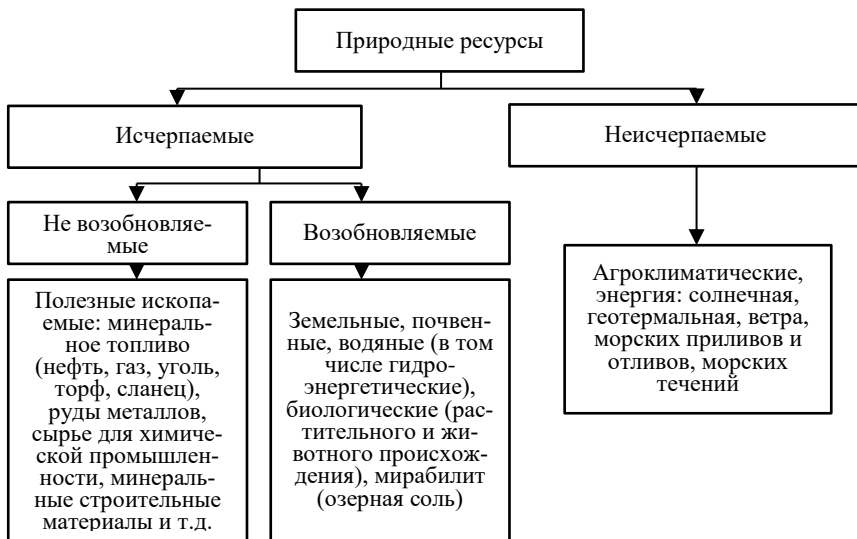 Природные ресурсы
Исчерпаемые
Неисчерпаемые
Не возобновляе-
мые
Возобновляемые
Полезные ископа-
емые: минераль-
ное топливо
(нефть, газ, уголь,
торф, сланец),
руды металлов,
сырье для химиче-
ской промышлен-
ности, минераль-
ные строительные
материалы и т.д.
Земельные, почвен-
ные, водяные (в том
числе гидро-
энергетические),
биологические (рас-
тительного и жи-
вотного происхож-
дения), мирабилит
(озерная соль)
Агроклиматические,
энергия: солнечная,
геотермальная, ветра,
морских приливов и
отливов, морских
течений